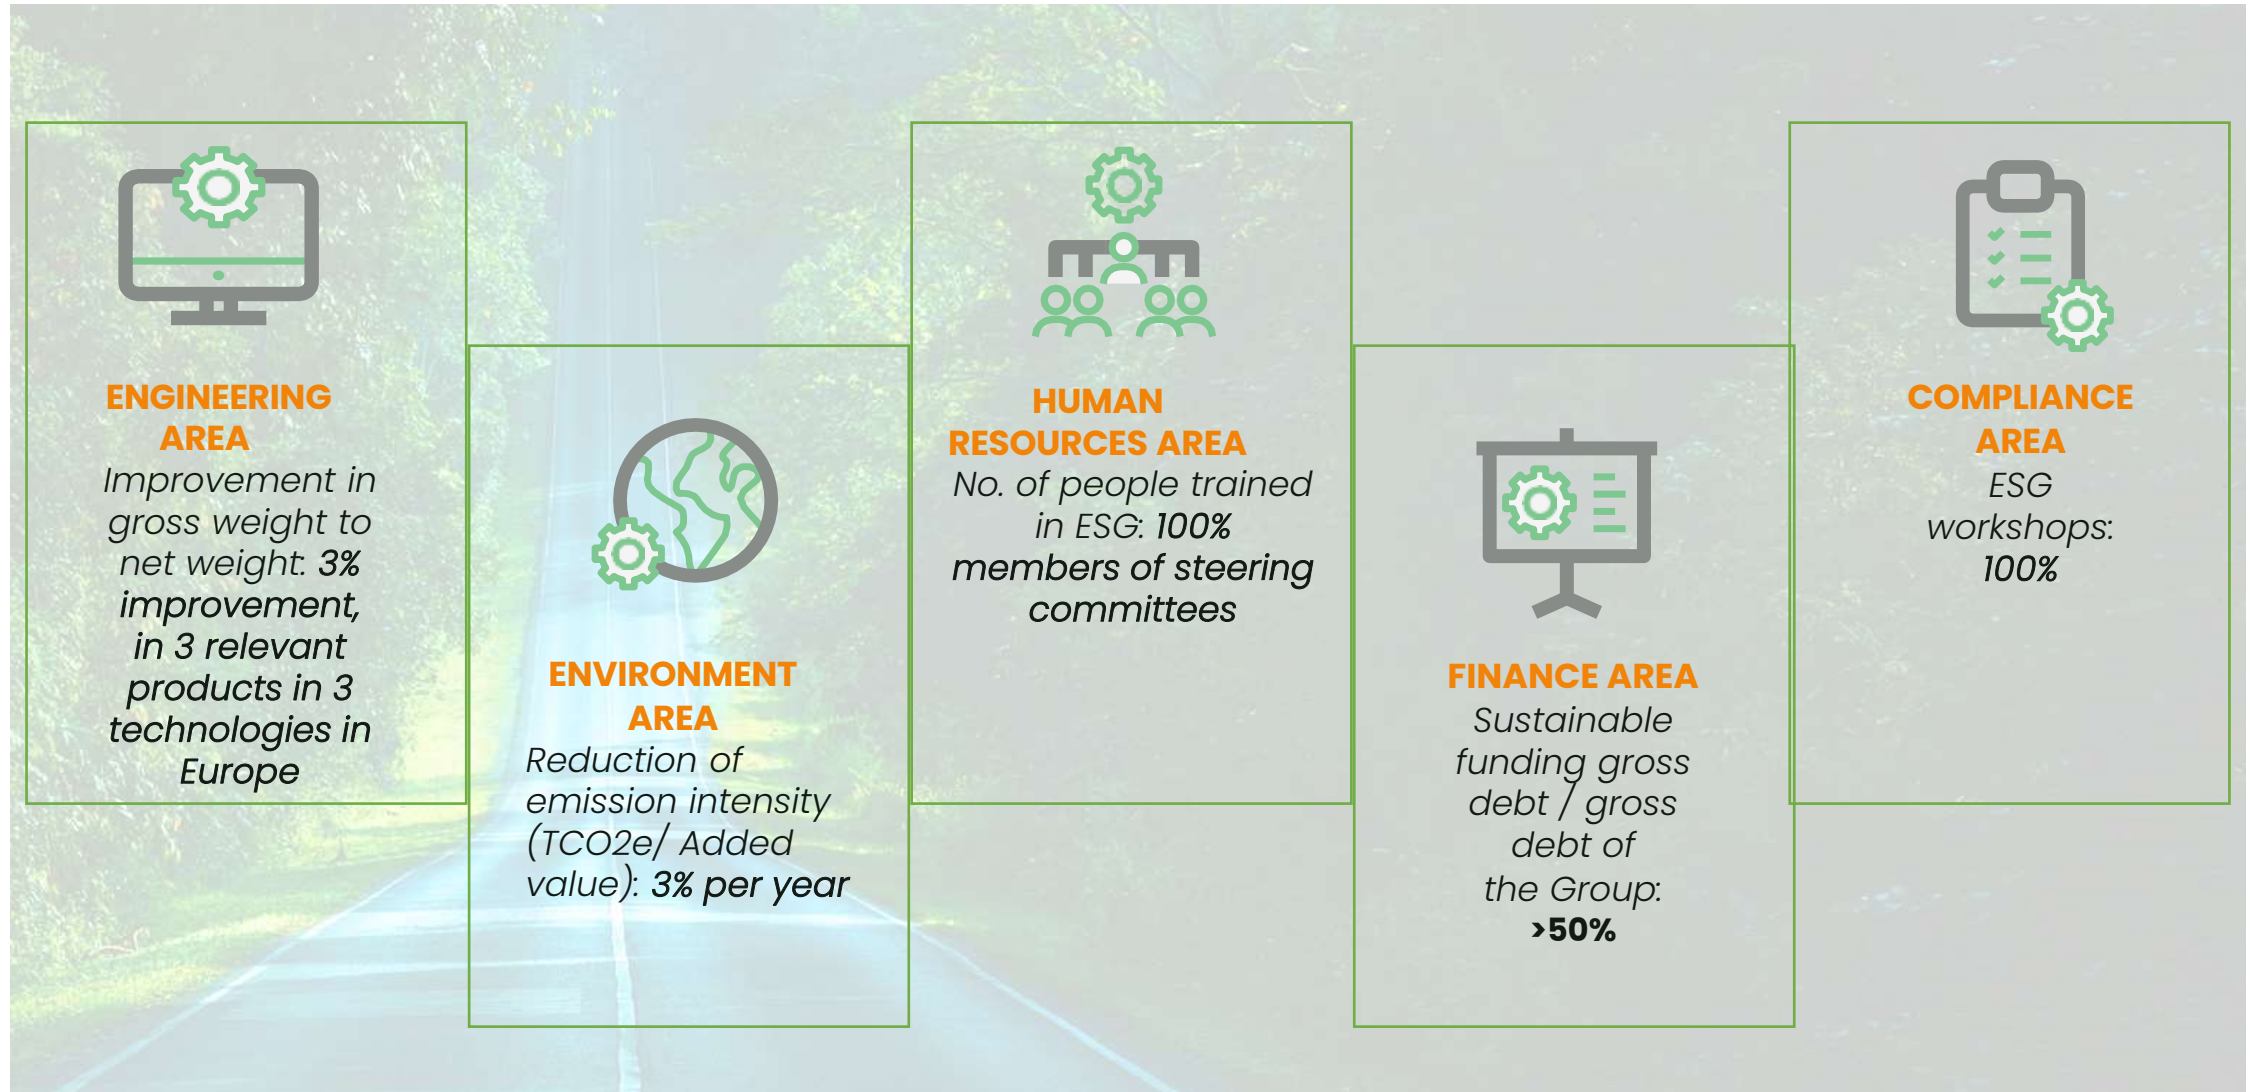 ENGINEERING
AREA
Improvement in
gross weight to
net weight: 3%
improvement,
in 3 relevant
products in 3
technologies in
Europe
ENVIRONMENT
AREA
Reduction of
emission intensity
(TCO2e/ Added
value): 3% per year
HUMAN
RESOURCES AREA
No. of people trained
in ESG: 100%
members of steering
committees
FINANCE AREA
Sustainable
funding gross
debt / gross
debt of
the Group:
>50%
COMPLIANCE
AREA
ESG
workshops:
100%